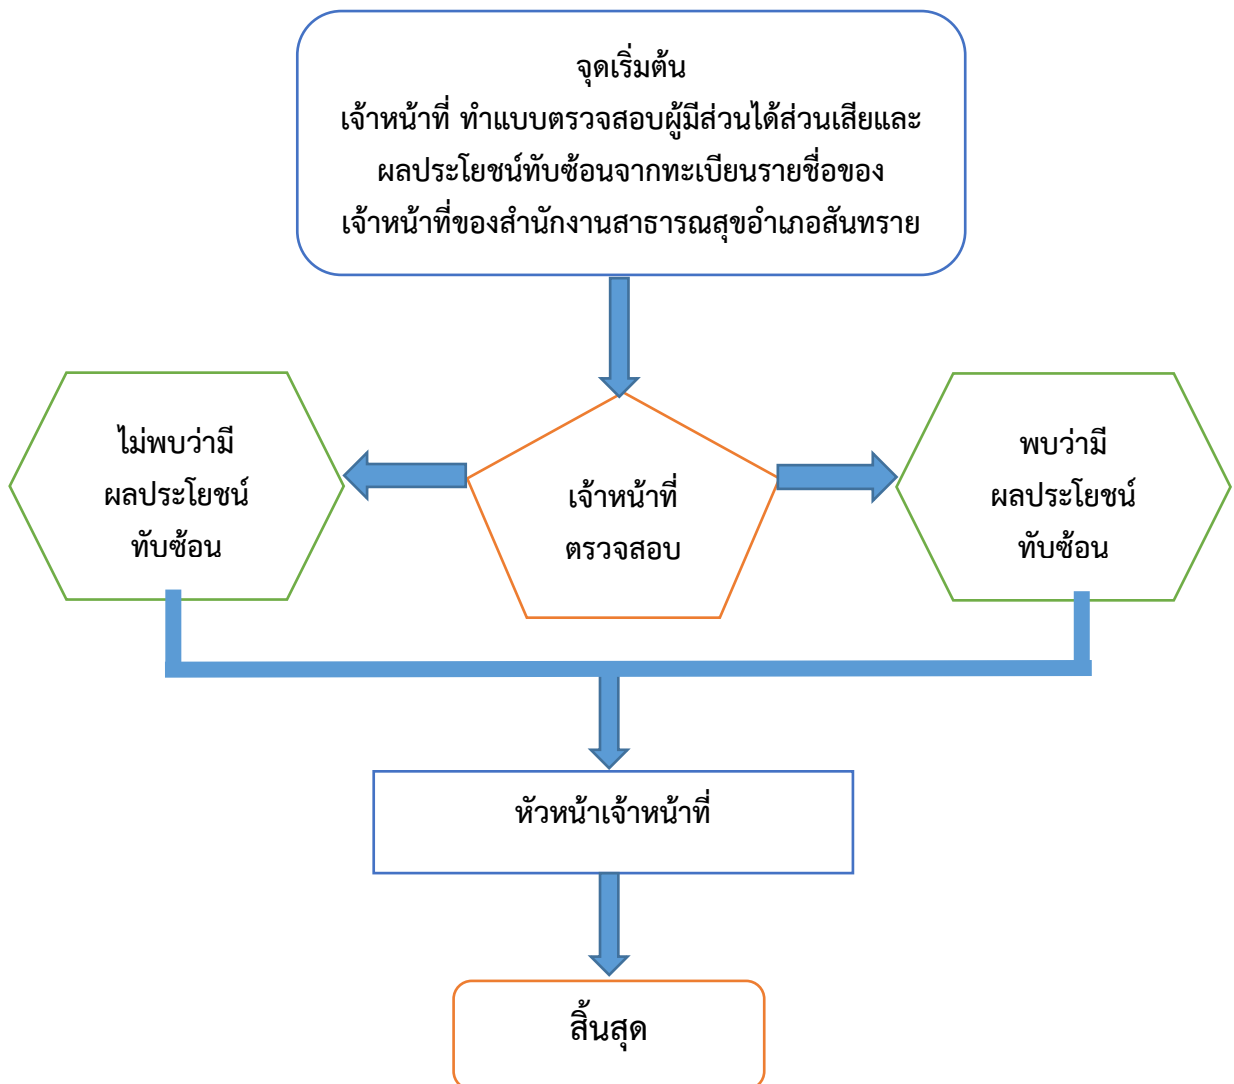 จุดเริ่มต้น
เจ้าหน้าที่ ทำแบบตรวจสอบผู้มีส่วนได้ส่วนเสียและ
ผลประโยชน์ทับซ้อนจากทะเบียนรายชื่อของ
เจ้าหน้าที่ของสำนักงานสาธารณสุขอำเภอสันทราย
ไม่พบว่ามี
ผลประโยชน์
ทับซ้อน
เจ้าหน้าที่
ตรวจสอบ
พบว่ามี
ผลประโยชน์
ทับซ้อน
หัวหน้าเจ้าหน้าที่
สิ้นสุด